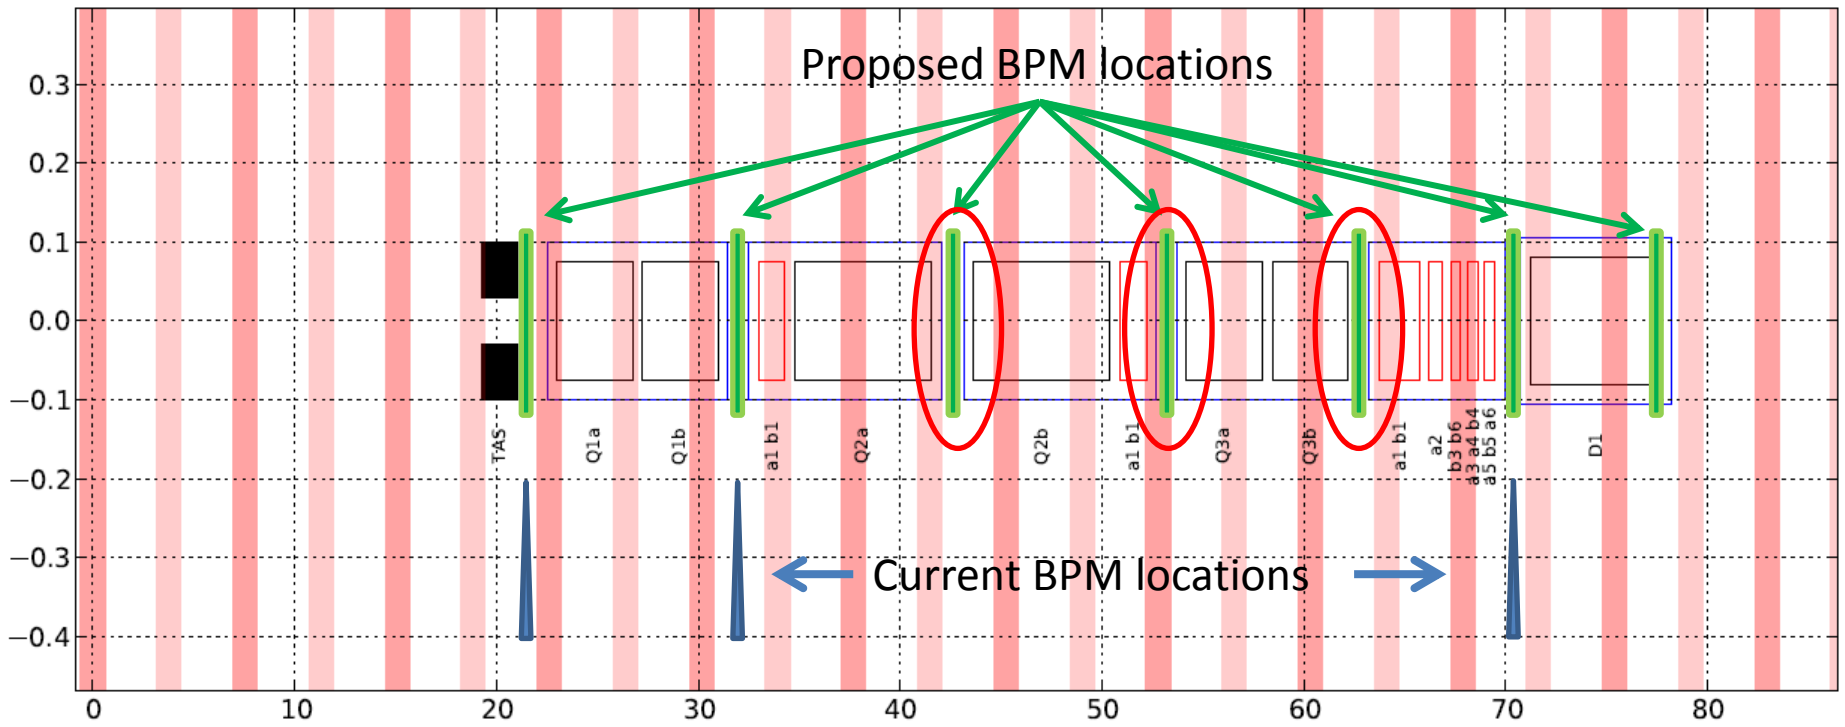 Proposed BPM locations
0.3
0.2
0.1
0.0
−0.1
−0.2
−0.3
−0.4
TAS
Q1a
Q1b
a1 b1
Q2a
Q2b
a1 b1
Q3a
Q3b
a1 b1
a2
b3 b6
a3 a4 b4
a5 b5 a6
D1
Current BPM locations
0 10 20 30 40 50 60 70 80